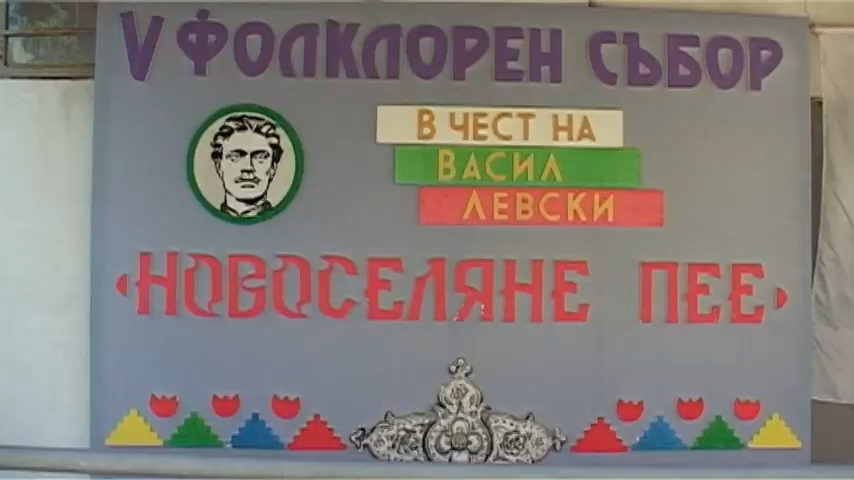 V ФОЛКЛОРЕН СЪБОР
В ЧЕСТ НА
ВАСИЛ
ЛЕВСКИ
«НОВОСЕЛЯНЕ ПЕЕ»